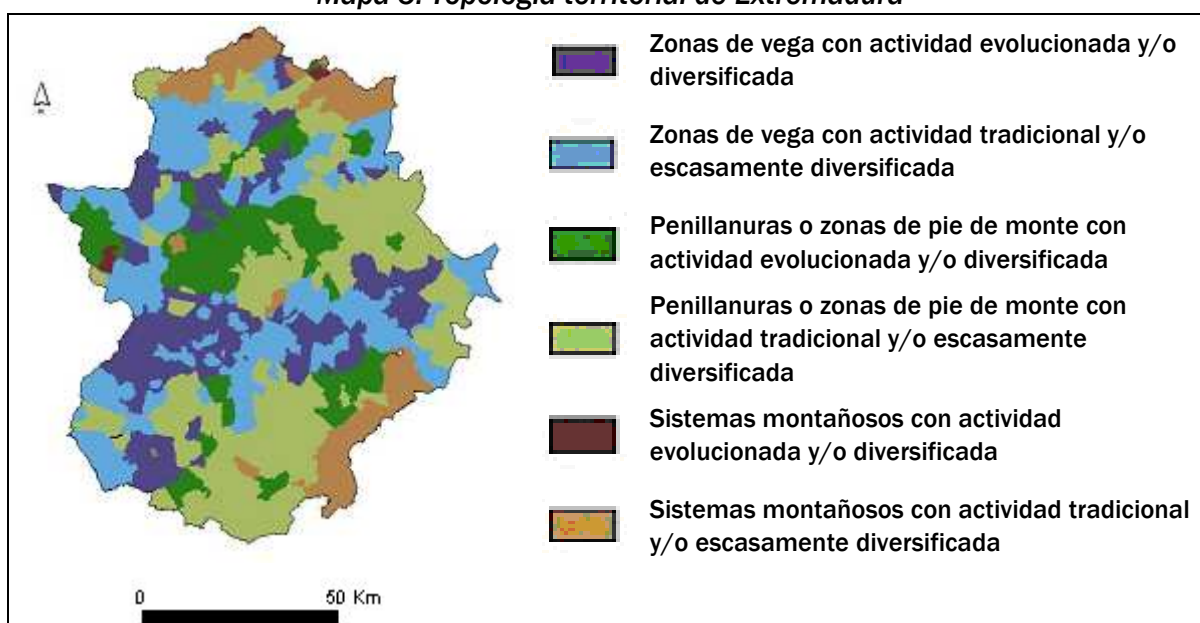 Mapa 3. Topología territorial de Extremadura
Zonas de vega con actividad evolucionada y/o
diversificada
Zonas de vega con actividad tradicional y/o
escasamente diversificada
Penillanuras o zonas de pie de monte con
actividad evolucionada y/o diversificada
Penillanuras o zonas de pie de monte con
actividad tradicional y/o escasamente
diversificada
Sistemas montañosos con actividad
evolucionada y/o diversificada
Sistemas montañosos con actividad tradicional
y/o escasamente diversificada
0 50 Km